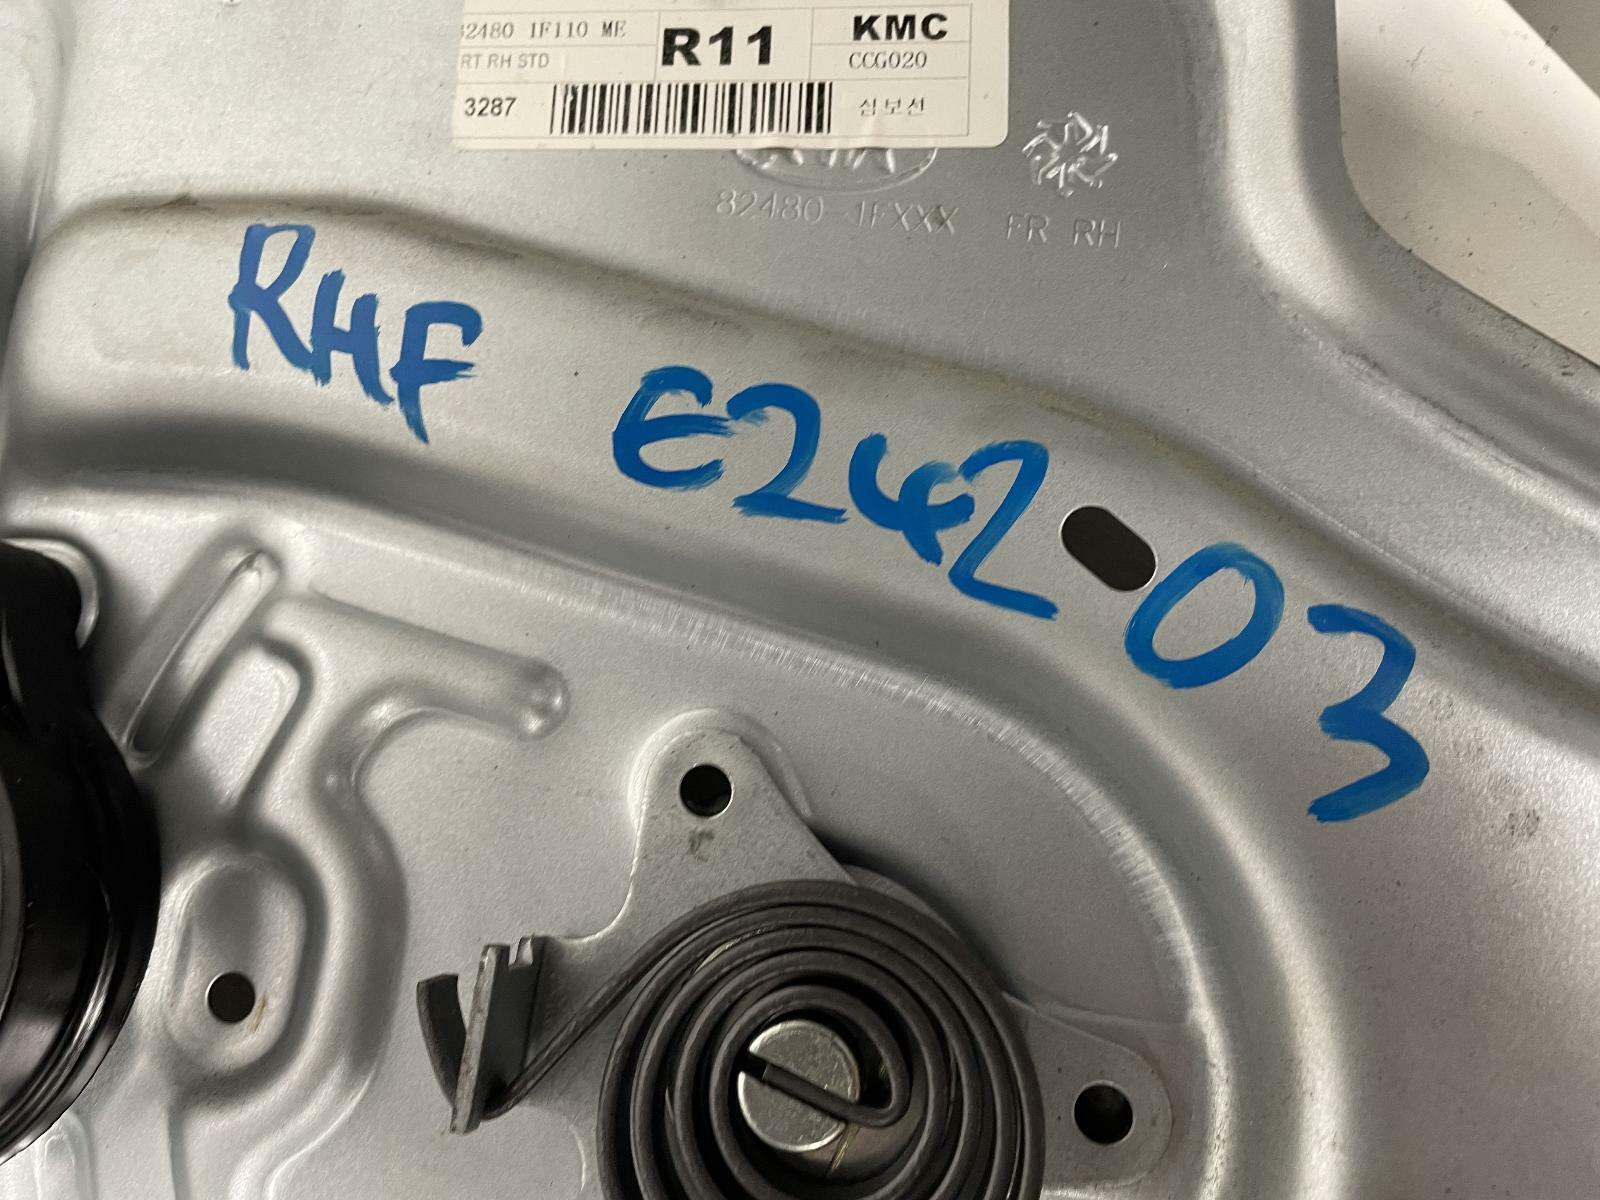 82480 1F110 ME
R11
KMC
RT RH STD
CCG020
3287
심보선
KIA
82480-1FXXX FR RH
RHF E242-03